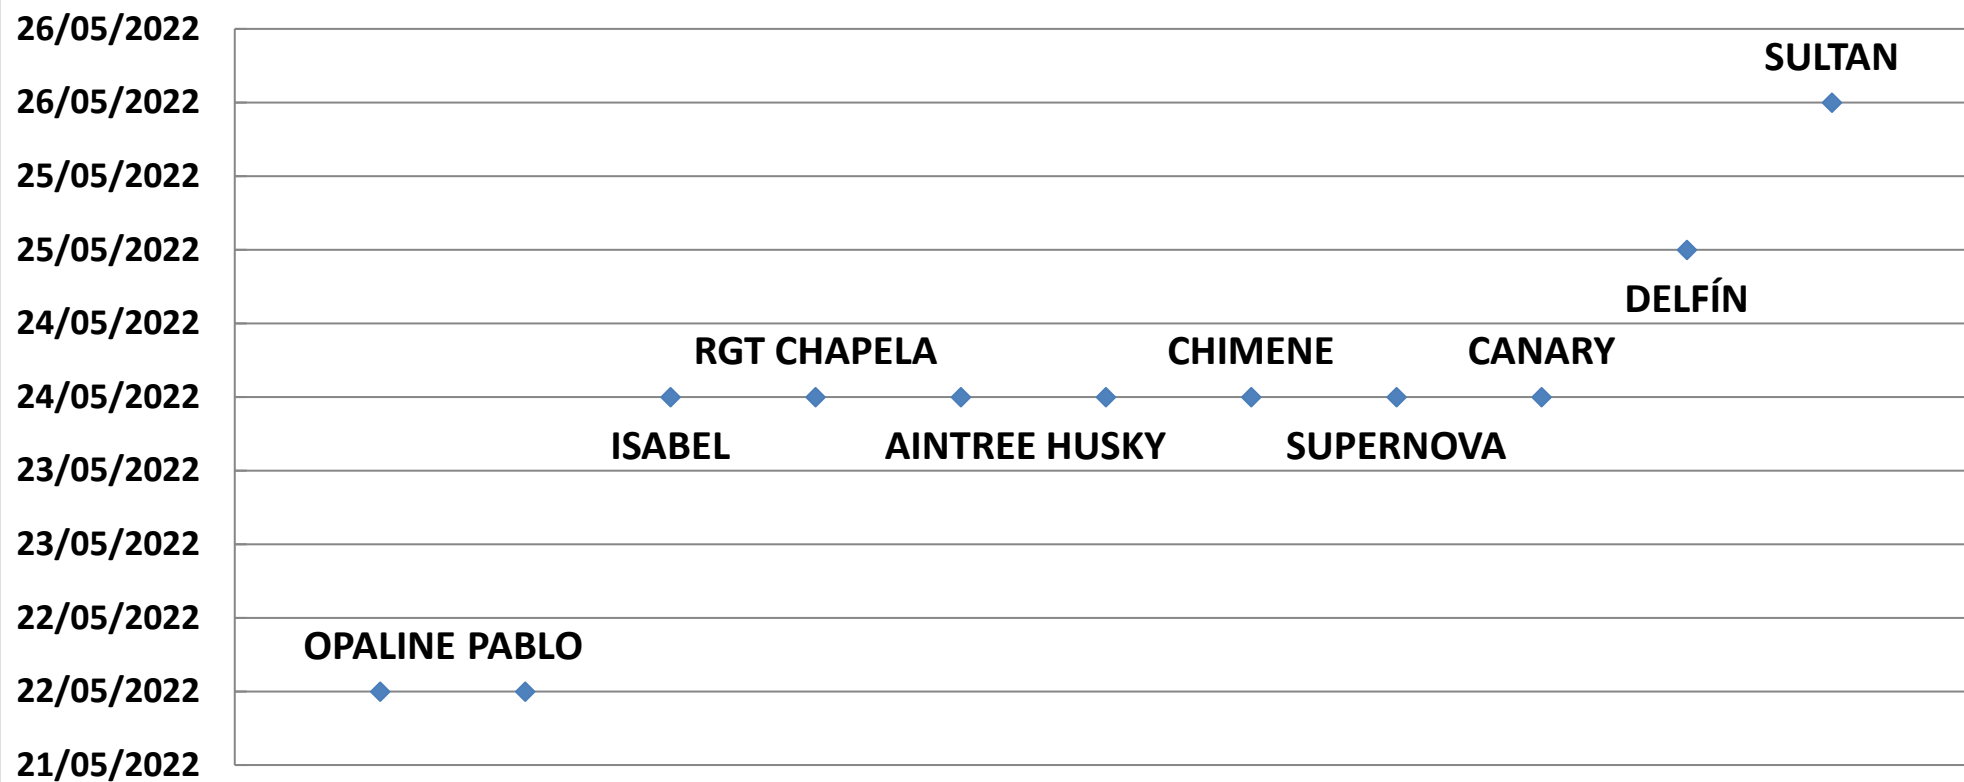 26/05/2022
SULTAN
26/05/2022
25/05/2022
25/05/2022
DELFÍN
24/05/2022
RGT CHAPELA CHIMENE CANARY
24/05/2022
ISABEL AINTREE HUSKY SUPERNOVA
23/05/2022
23/05/2022
22/05/2022
OPALINE PABLO
22/05/2022
21/05/2022